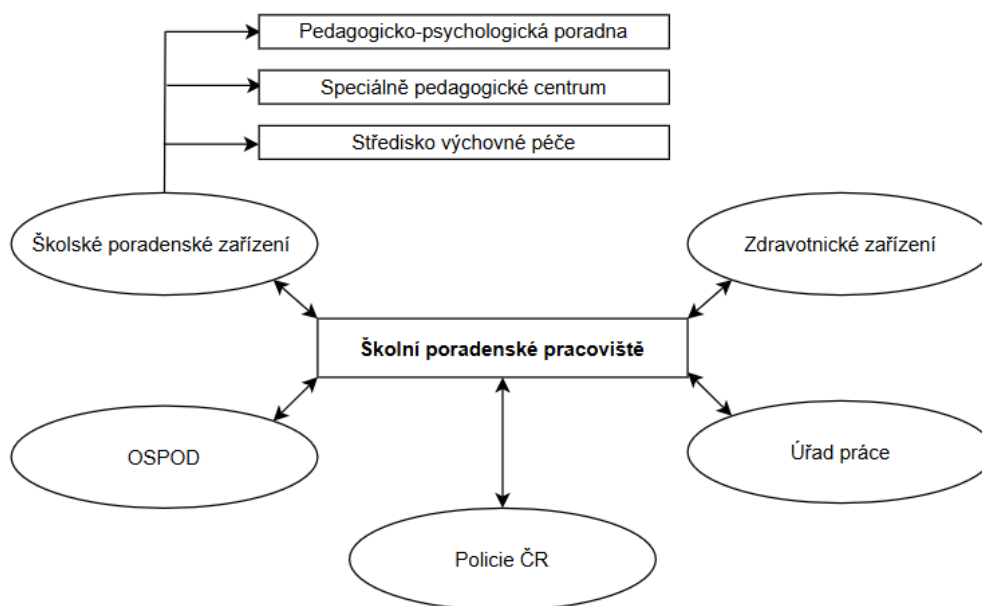 Pedagogicko-psychologická poradna
Speciálně pedagogické centrum
Středisko výchovné péče
Školské poradenské zařízení
Zdravotnické zařízení
Školní poradenské pracoviště
OSPOD
Úřad práce
Policie ČR